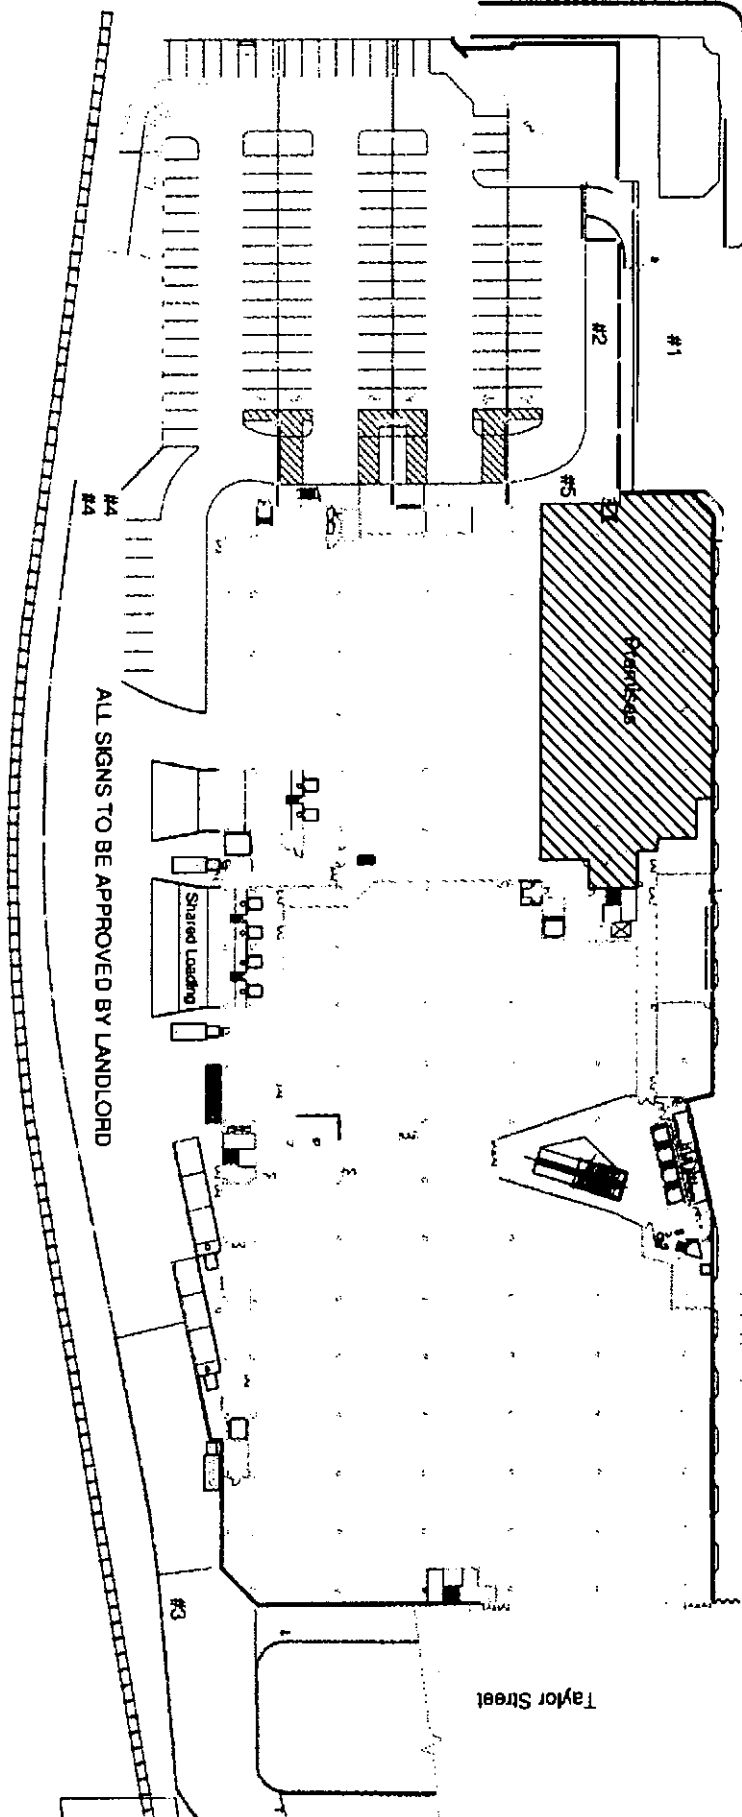 #1
#2
#5
Premises
#4
#4
ALL SIGNS TO BE APPROVED BY LANDLORD
Shared Loading
#3
Taylor Street